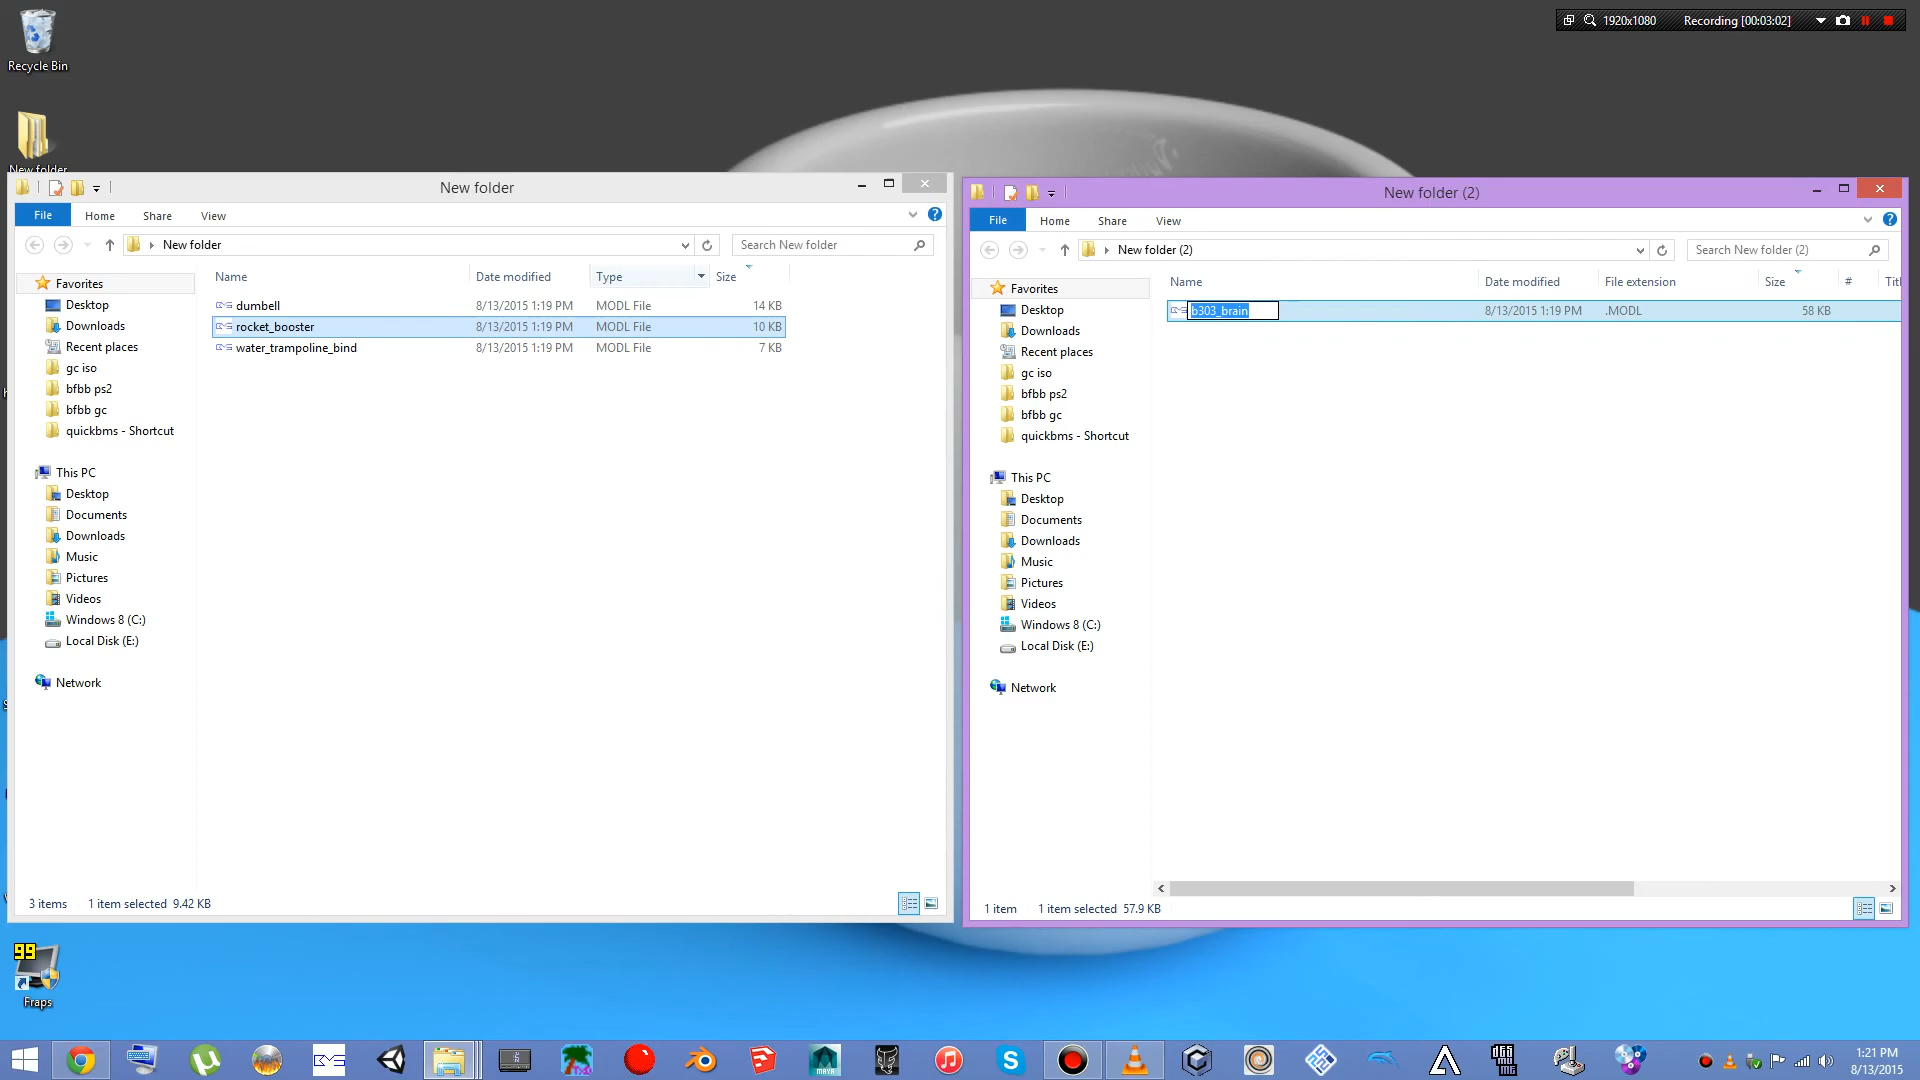 1920x1080 Recording [00:03:02]
Recycle Bin
New folder
New folder
File Home Share View
New folder
Search New folder
Name Date modified Type Size
Favorites
Desktop
Downloads
Recent places
gc iso
bfbb ps2
bfbb gc
quickbms - Shortcut
This PC
Desktop
Documents
Downloads
Music
Pictures
Videos
Windows 8 (C:)
Local Disk (E:)
Network
dumbell 8/13/2015 1:19 PM MODL File 14 KB
rocket_booster 8/13/2015 1:19 PM MODL File 10 KB
water_trampoline_bind 8/13/2015 1:19 PM MODL File 7 KB
3 items 1 item selected 9.42 KB
New folder (2)
File Home Share View
New folder (2)
Search New folder (2)
Name Date modified File extension Size #
Favorites
Desktop
Downloads
Recent places
gc iso
bfbb ps2
bfbb gc
quickbms - Shortcut
This PC
Desktop
Documents
Downloads
Music
Pictures
Videos
Windows 8 (C:)
Local Disk (E:)
Network
b303_brain 8/13/2015 1:19 PM .MODL 58 KB
1 item 1 item selected 57.9 KB
99
Fraps
MAYA
1:21 PM
8/13/2015